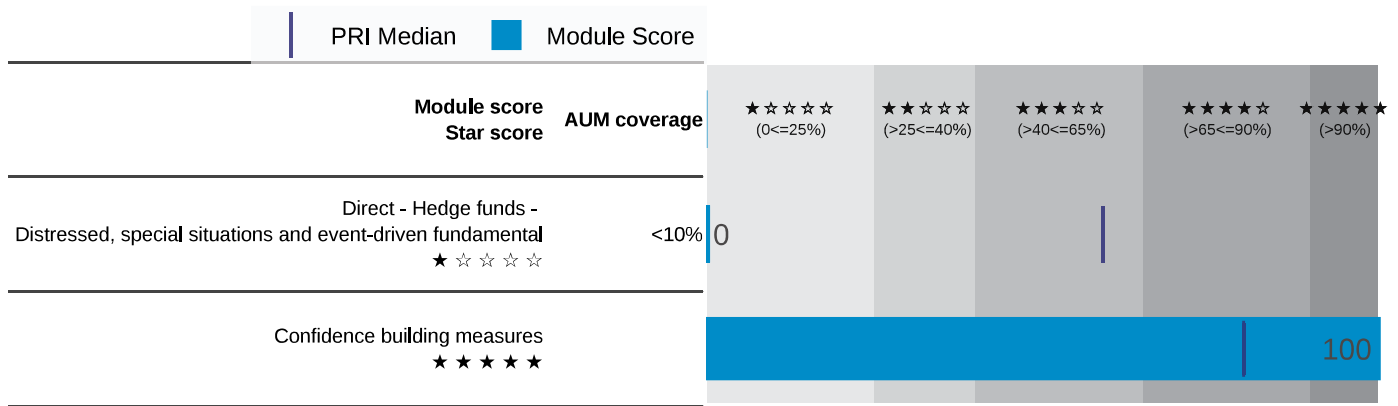 PRI Median Module Score
Module score
Star score
AUM coverage
★☆☆☆☆ ★★☆☆☆ ★★★☆☆ ★★★★☆ ★★★★★
(0<=25%) (>25<=40%) (>40<=65%) (>65<=90%) (>90%)
Direct - Hedge funds -
Distressed, special situations and event-driven fundamental
★☆☆☆☆
<10%
0
Confidence building measures
★★★★★
100